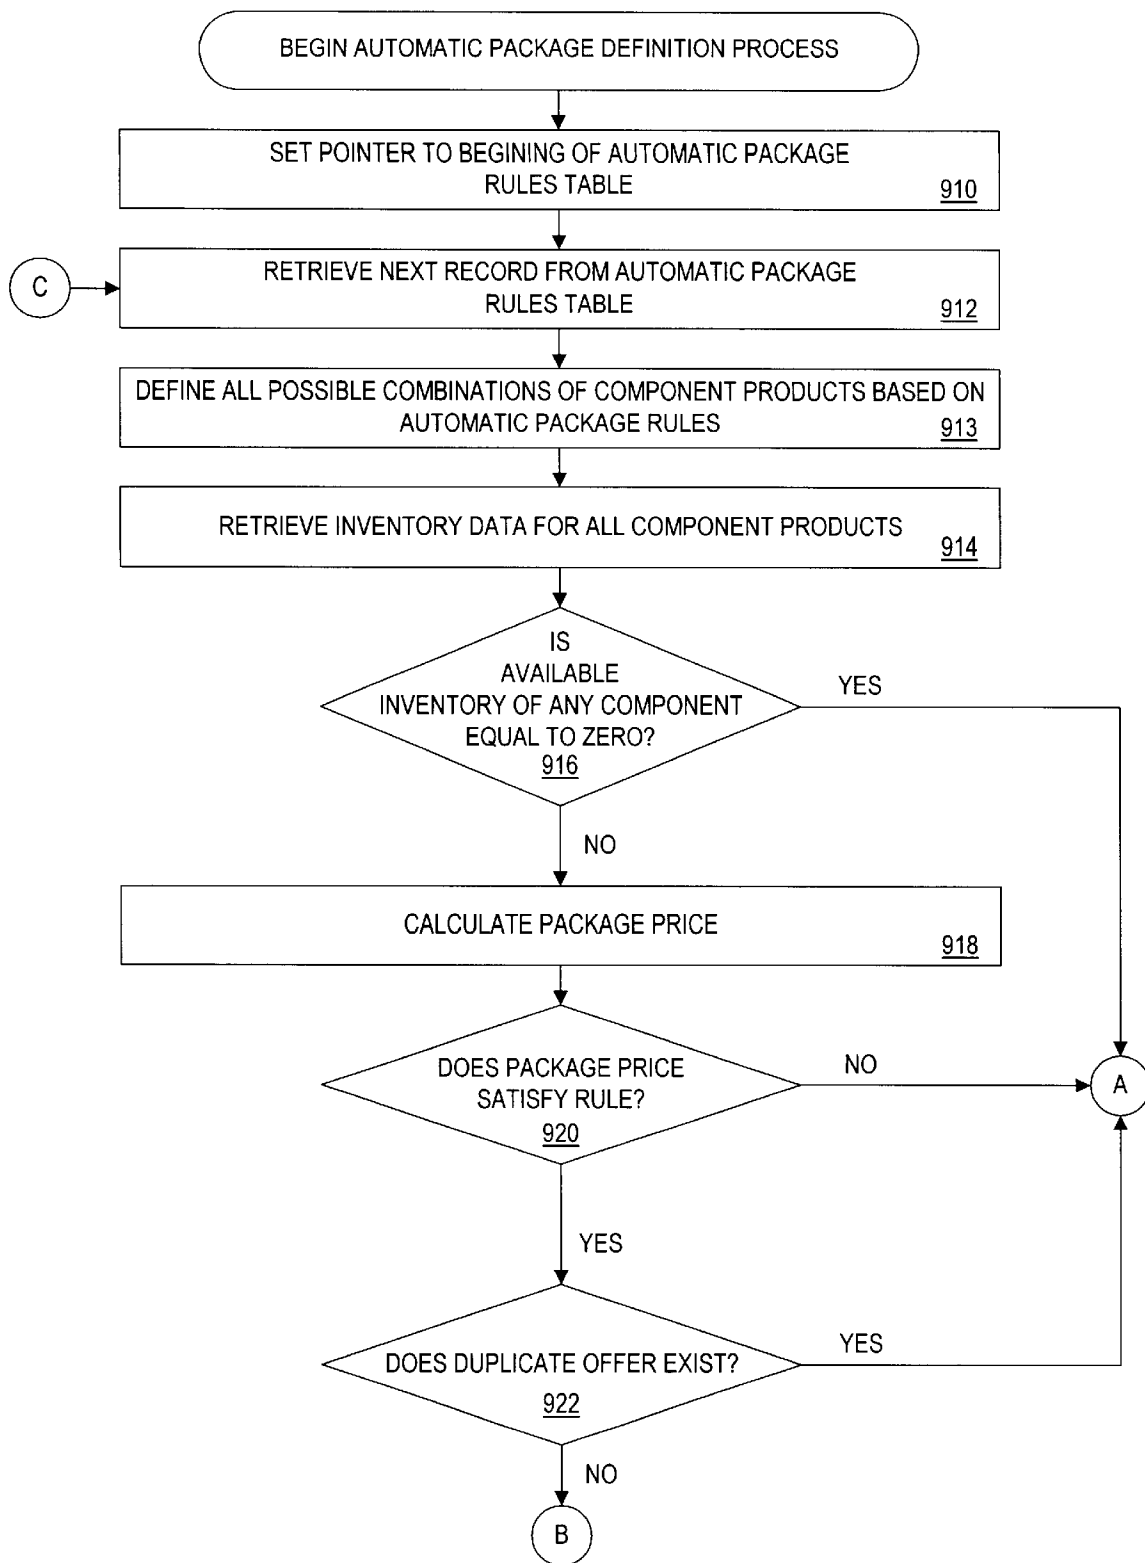 BEGIN AUTOMATIC PACKAGE DEFINITION PROCESS
SET POINTER TO BEGINING OF AUTOMATIC PACKAGE
RULES TABLE
910
C
RETRIEVE NEXT RECORD FROM AUTOMATIC PACKAGE
RULES TABLE
912
DEFINE ALL POSSIBLE COMBINATIONS OF COMPONENT PRODUCTS BASED ON
AUTOMATIC PACKAGE RULES
913
RETRIEVE INVENTORY DATA FOR ALL COMPONENT PRODUCTS
914
IS
AVAILABLE
INVENTORY OF ANY COMPONENT
EQUAL TO ZERO?
916
YES
NO
CALCULATE PACKAGE PRICE
918
DOES PACKAGE PRICE
SATISFY RULE?
920
NO
A
YES
DOES DUPLICATE OFFER EXIST?
922
YES
NO
B